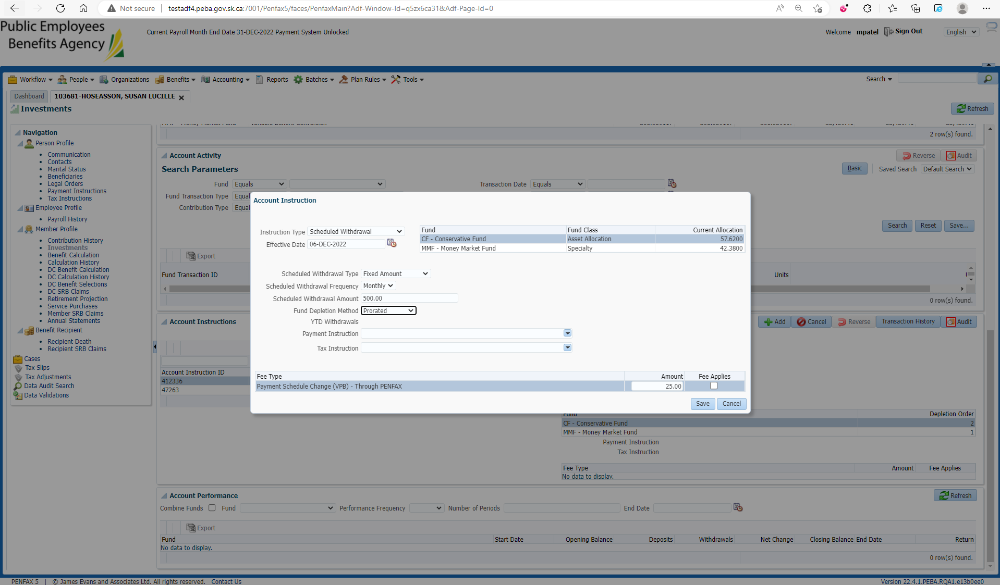 Not secure | testadf4.peba.gov.sk.ca:7001/Penfax5/faces/PenfaxMain?Adf-Window-Id=q5zx6ca31&Adf-Page-Id=0
Public Employees
Benefits Agency
Current Payroll Month End Date 31-DEC-2022 Payment System Unlocked
Welcome mpatel Sign Out English
Workflow People Organizations Benefits Accounting Reports Batches Plan Rules Tools Search
Dashboard 103681-HOSEASSON, SUSAN LUCILLE
Investments
Refresh
Navigation
Person Profile
Communication
Contacts
Marital Status
Beneficiaries
Legal Orders
Payment Instructions
Tax Instructions
Employee Profile
Payroll History
Member Profile
Contribution History
Investments
Benefit Calculation
Calculation History
DC Benefit Calculation
DC Calculation History
DC Benefit Selections
DC SRB Claims
Retirement Projection
Service Purchases
Member SRB Claims
Annual Statements
Benefit Recipient
Recipient Death
Recipient SRB Claims
Cases
Tax Slips
Tax Adjustments
Data Audit Search
Data Validations
2 row(s) found.
Account Activity
Reverse Audit
Search Parameters
Basic Saved Search Default Search
Fund Equals Transaction Date Equals
Fund Transaction Type Equal
Contribution Type Equal
Search Reset Save...
Export
Fund Transaction ID Units
0 row(s) found.
Account Instructions
Add Cancel Reverse Transaction History Audit
Account Instruction ID
412336
47263
Account Instruction
Instruction Type Scheduled Withdrawal
Effective Date 06-DEC-2022
Fund Fund Class Current Allocation
CF - Conservative Fund Asset Allocation 57.6200
MMF - Money Market Fund Specialty 42.3800
Scheduled Withdrawal Type Fixed Amount
Scheduled Withdrawal Frequency Monthly
Scheduled Withdrawal Amount 500.00
Fund Depletion Method Prorated
YTD Withdrawals
Payment Instruction
Tax Instruction
Fee Type Amount Fee Applies
Payment Schedule Change (VPB) - Through PENFAX 25.00
Save Cancel
Fund Depletion Order
CF - Conservative Fund 2
MMF - Money Market Fund 1
Payment Instruction
Tax Instruction
Fee Type Amount Fee Applies
No data to display.
Account Performance
Refresh
Combine Funds Fund Performance Frequency Number of Periods End Date
Export
Fund Start Date Opening Balance Deposits Withdrawals Net Change Closing Balance End Date Return
No data to display.
0 row(s) found.
PENFAX 5 | © James Evans and Associates Ltd. All rights reserved. Contact Us
Version 22.4.1.PEBA.RQA1.e13b0ee0